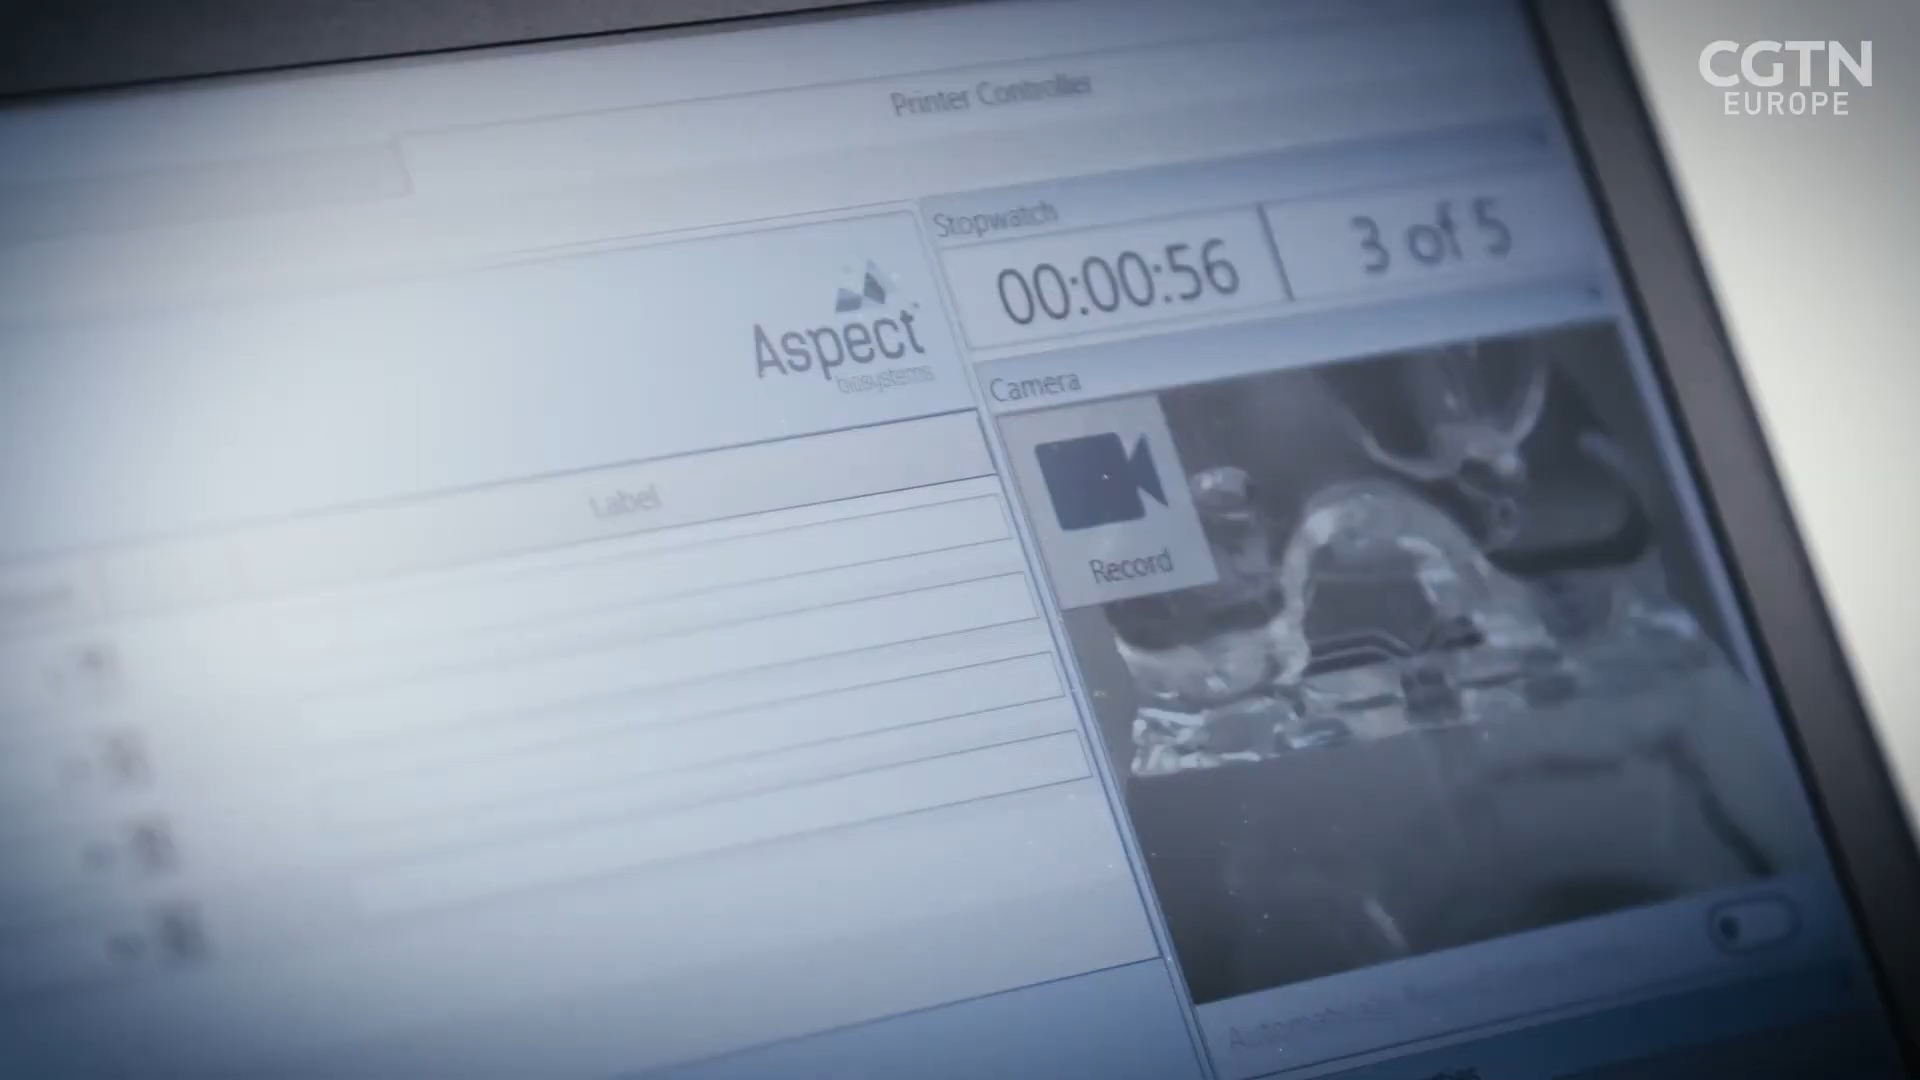 CGTN
EUROPE
Printer Controller
Stopwatch
00:00:56
3 of 5
Aspect
biosystems
Camera
Record
Label